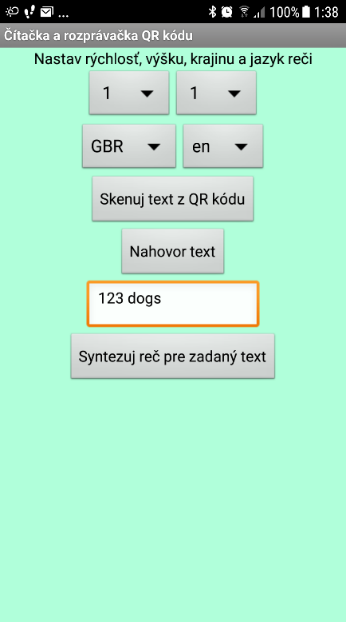 100% 1:38
Čítačka a rozprávačka QR kódu
Nastav rýchlosť, výšku, krajinu a jazyk reči
1 1
GBR en
Skenuj text z QR kódu
Nahovor text
123 dogs
Syntezuj reč pre zadaný text